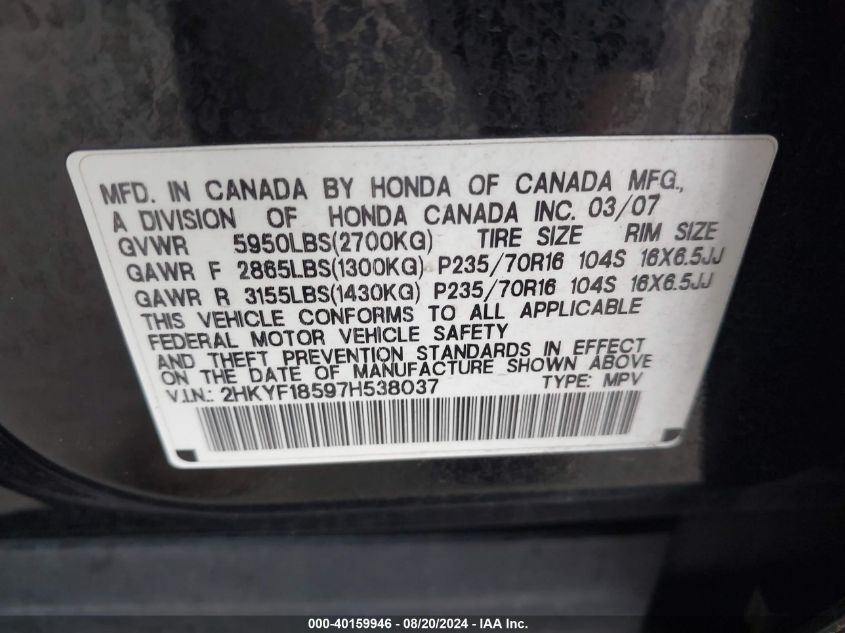 MFD. IN CANADA BY HONDA OF CANADA MFG.,
A DIVISION OF HONDA CANADA INC. 03/07
GVWR 5950LBS(2700KG) TIRE SIZE RIM SIZE
GAWR F 2865LBS(1300KG) P235/70R16 104S 16X6.5JJ
GAWR R 3155LBS(1430KG) P235/70R16 104S 16X6.5JJ
THIS VEHICLE CONFORMS TO ALL APPLICABLE
FEDERAL MOTOR VEHICLE SAFETY
AND THEFT PREVENTION STANDARDS IN EFFECT
ON THE DATE OF MANUFACTURE SHOWN ABOVE
V.I.N.: 2HKYF18597H538037 TYPE: MPV
000-40159946 - 08/20/2024 - IAA Inc.